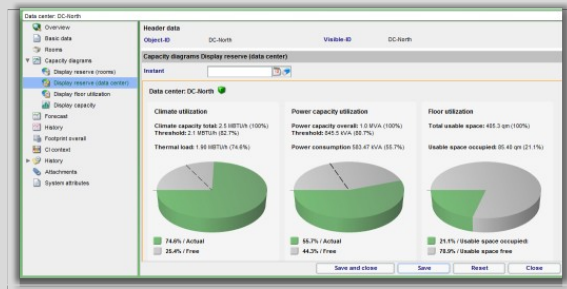 Data center: DC-North
Overview
Basic data
Rooms
Capacity diagrams
Display reserve (rooms)
Display reserve (data center)
Display floor utilization
Display capacity
Forecast
History
Footprint overall
CI context
History
Attachments
System attributes
Header data
Object-ID DC-North Visible-ID DC-North
Capacity diagrams Display reserve (data center)
Instant
Data center: DC-North
Climate utilization
Climate capacity total: 2.5 MBTU/h (100%)
Threshold: 2.1 MBTU/h (82.7%)
Thermal load: 1.86 MBTU/h (74.6%)
74.6% / Actual
25.4% / Free
Power capacity utilization
Power capacity overall: 1.0 MVA (100%)
Threshold: 845.5 kVA (80.7%)
Power consumption 583.47 kVA (55.7%)
55.7% / Actual
44.3% / Free
Floor utilization
Total usable space: 405.3 qm (100%)
Usable space occupied: 85.40 qm (21.1%)
21.1% / Usable space occupied:
78.9% / Usable space free
Save and close Save Reset Close